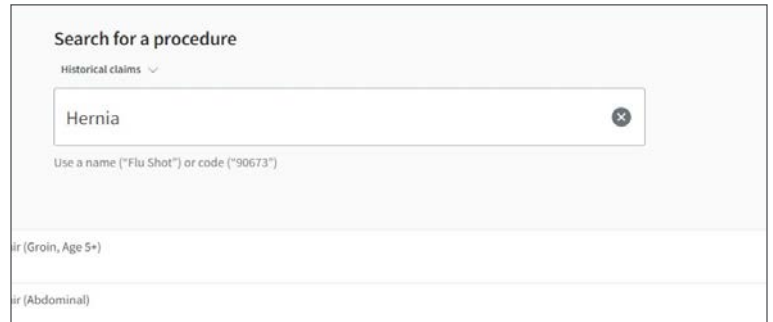 Search for a procedure
Historical claims
Hernia
Use a name ("Flu Shot") or code ("90673")
ir (Groin, Age 5+)
ir (Abdominal)